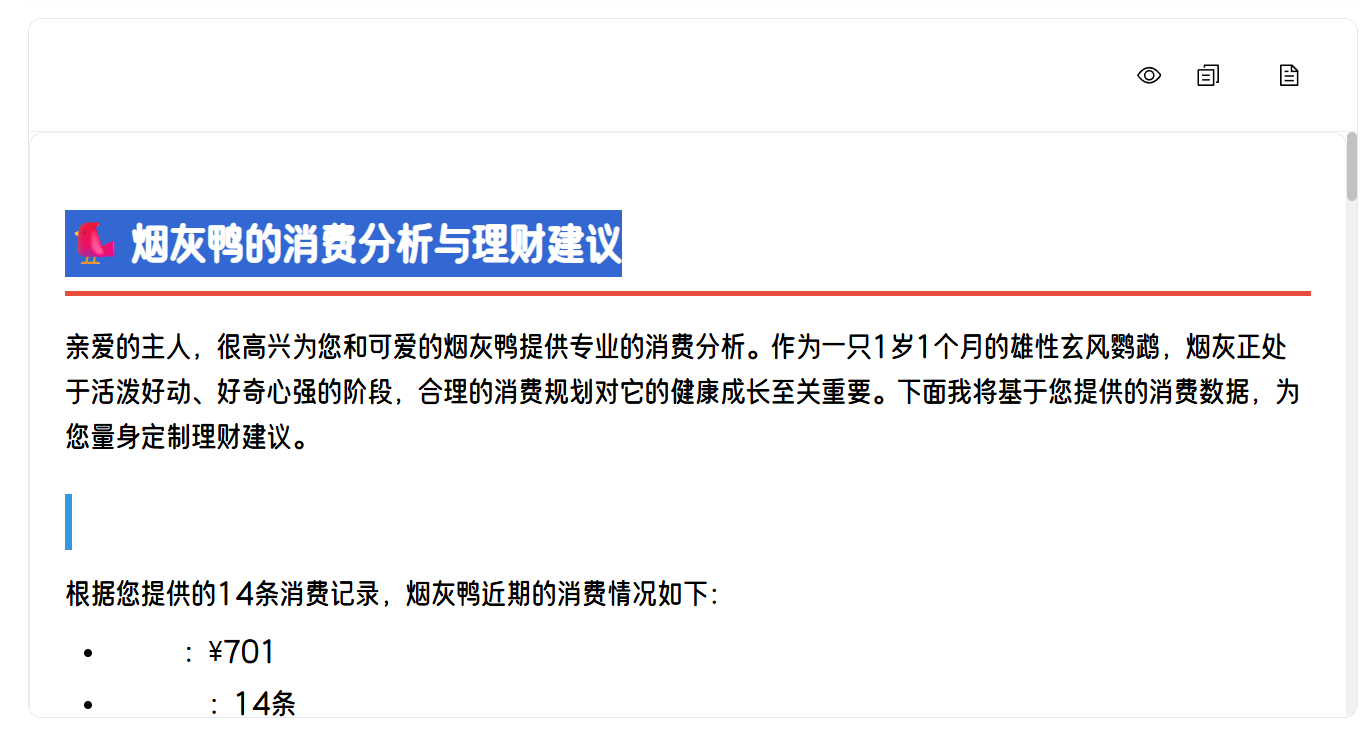 烟灰鸭的消费分析与理财建议
亲爱的主人，很高兴为您和可爱的烟灰鸭提供专业的消费分析。作为一只1岁1个月的雄性玄风鹦鹉，烟灰正处
于活泼好动、好奇心强的阶段，合理的消费规划对它的健康成长至关重要。下面我将基于您提供的消费数据，为
您量身定制理财建议。
根据您提供的14条消费记录，烟灰鸭近期的消费情况如下：
• ：¥701
• ：14条